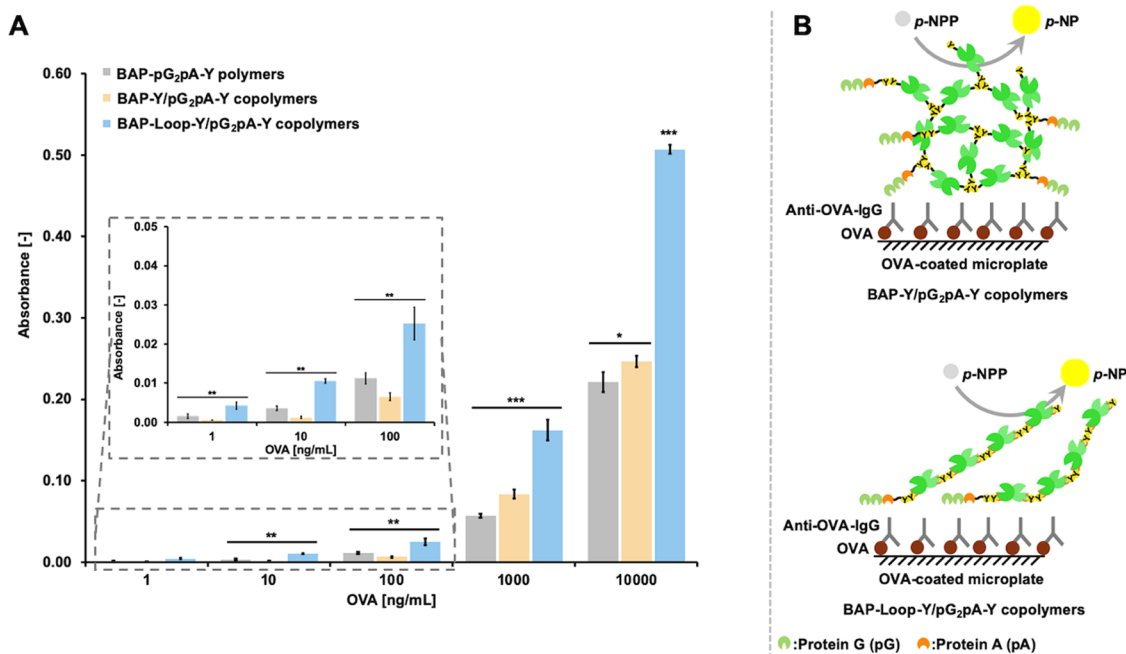 A
BAP-pG₂pA-Y polymers
BAP-Y/pG₂pA-Y copolymers
BAP-Loop-Y/pG₂pA-Y copolymers
Absorbance [-]
0.60
0.50
0.40
0.30
0.20
0.10
0.00
***
*
***
**
**
1
10
100
1000
10000
OVA [ng/mL]
Absorbance [-]
0.05
0.04
0.03
0.02
0.01
0.00
**
**
**
1
10
100
OVA [ng/mL]
B
p-NPP
p-NP
Anti-OVA-IgG
OVA
OVA-coated microplate
BAP-Y/pG₂pA-Y copolymers
p-NPP
p-NP
Anti-OVA-IgG
OVA
OVA-coated microplate
BAP-Loop-Y/pG₂pA-Y copolymers
:Protein G (pG) :Protein A (pA)